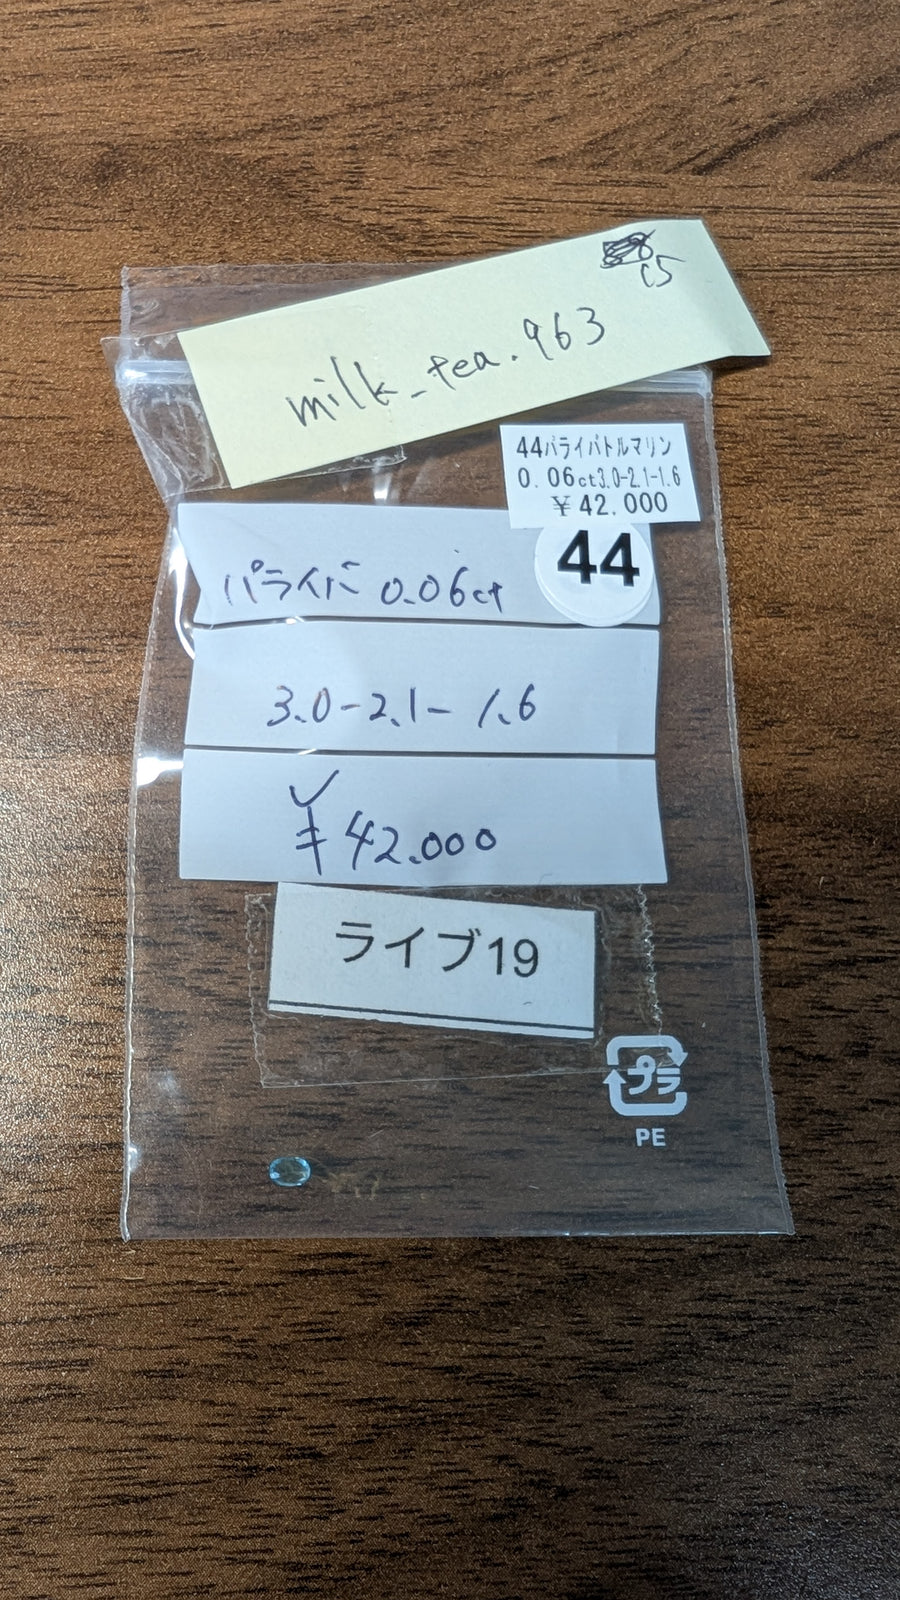 15
milk_tea.963
44パライバトルマリン
0.06ct3.0-2.1-1.6
￥42.000
44
パライバ 0.06ct
3.0-2.1-1.6
￥42.000
ライブ19
プラ
PE